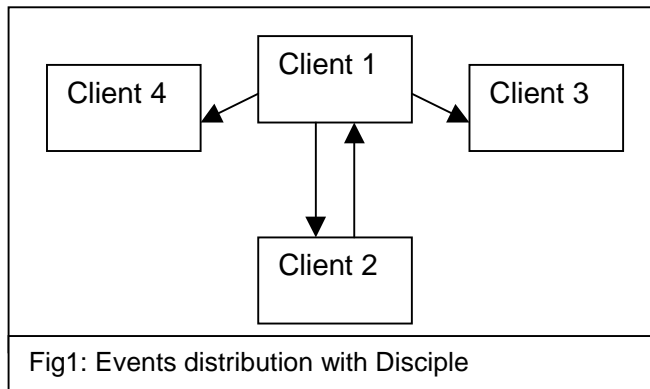 Client 1
Client 4
Client 3
Client 2
Fig1: Events distribution with Disciple